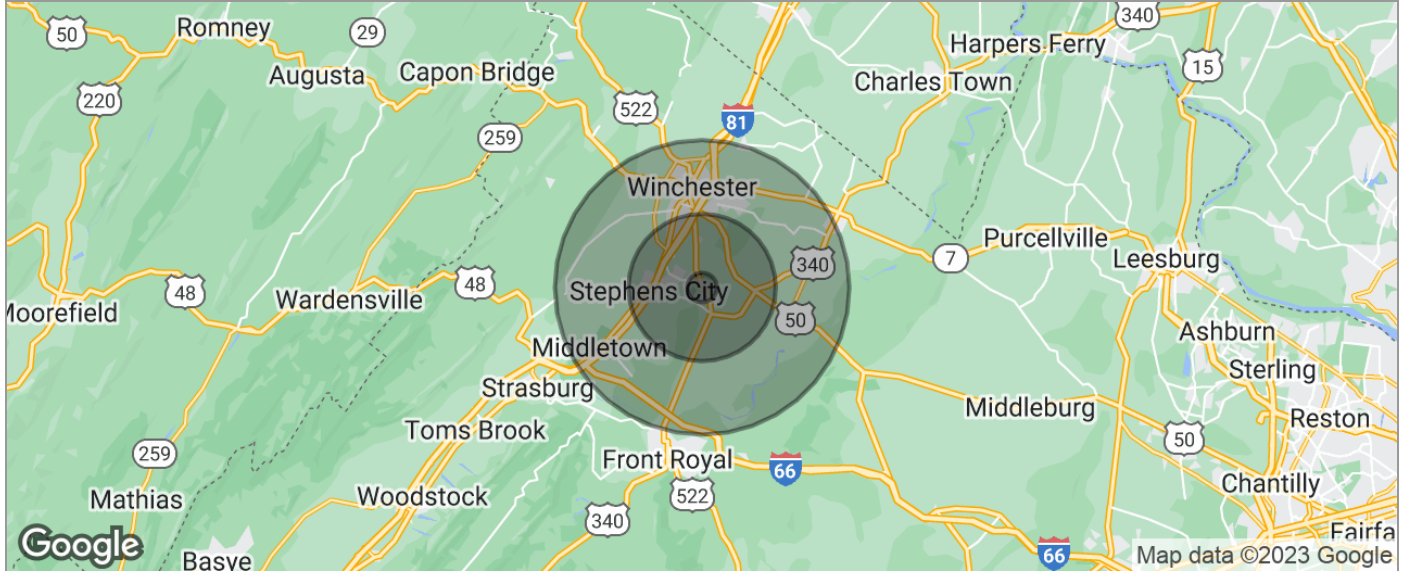 340
Romney
50
29
Harpers Ferry
15
Augusta
Capon Bridge
Charles Town
220
522
81
259
Winchester
Purcellville
7
340
Leesburg
48
48
Stephens City
Wardensville
Moorefield
50
Ashburn
Middletown
Sterling
Strasburg
Middleburg
Reston
Toms Brook
50
259
Front Royal
66
Chantilly
Mathias
Woodstock
522
340
Fairfa
Google
66
Basye
Map data ©2023 Google